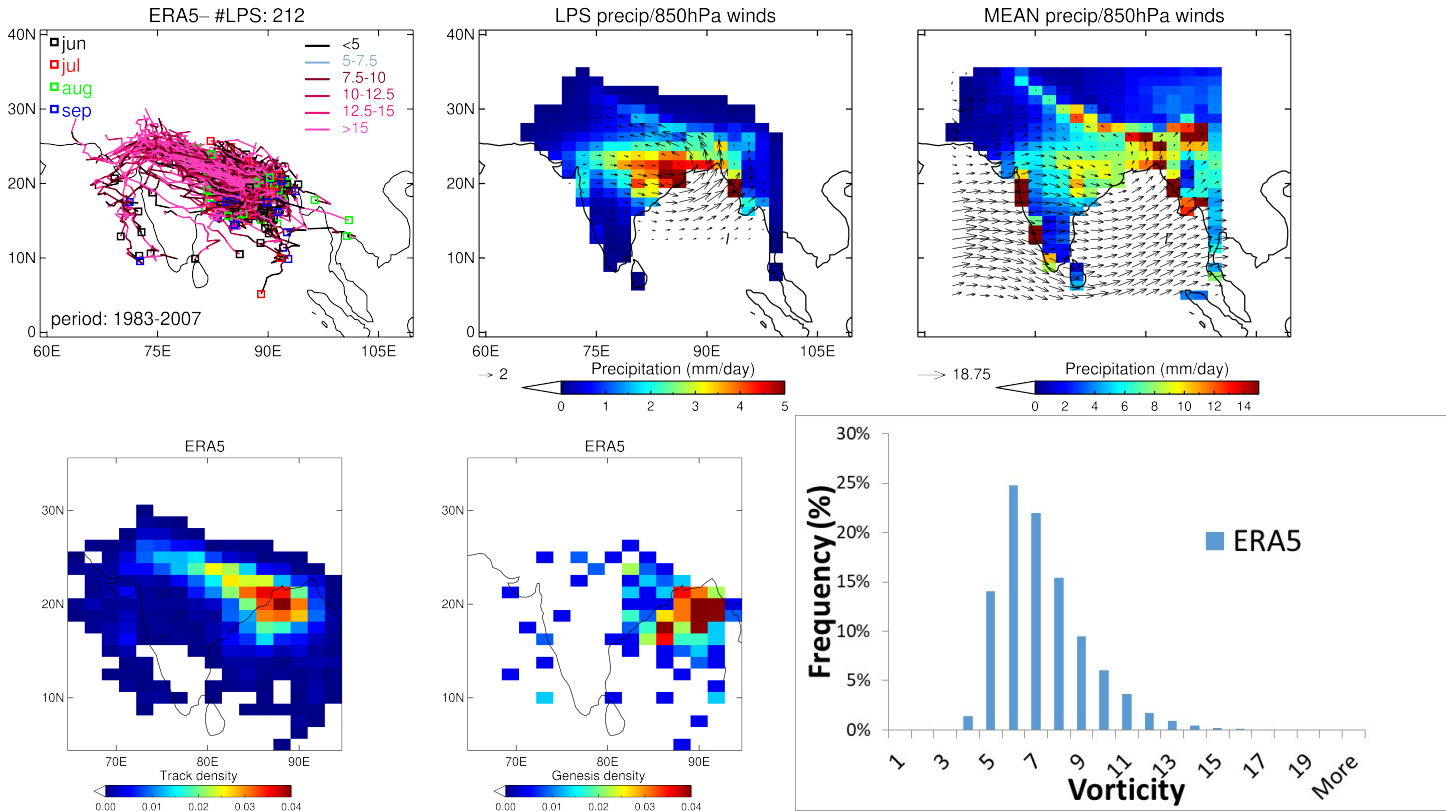 ERA5– #LPS: 212
40N
30N
20N
10N
0
60E 75E 90E 105E
jun
jul
aug
sep
<5
5-7.5
7.5-10
10-12.5
12.5-15
>15
period: 1983-2007
LPS precip/850hPa winds
40N
30N
20N
10N
0
60E 75E 90E 105E
2
Precipitation (mm/day)
0 1 2 3 4 5
MEAN precip/850hPa winds
18.75
Precipitation (mm/day)
0 2 4 6 8 10 12 14
ERA5
30N
20N
10N
70E 80E 90E
Track density
0.00 0.01 0.02 0.03 0.04
ERA5
30N
20N
10N
70E 80E 90E
Genesis density
0.00 0.01 0.02 0.03 0.04
30%
25%
20%
15%
10%
5%
0%
Frequency (%)
ERA5
1 3 5 7 9 11 13 15 17 19 More
Vorticity